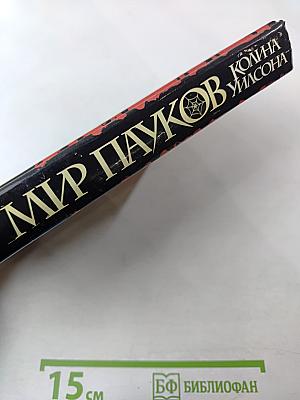 МИР ПАУКОВ
КОЛИНА
УИЛСОНА
15 СМ
БФ БИБЛИОФАН